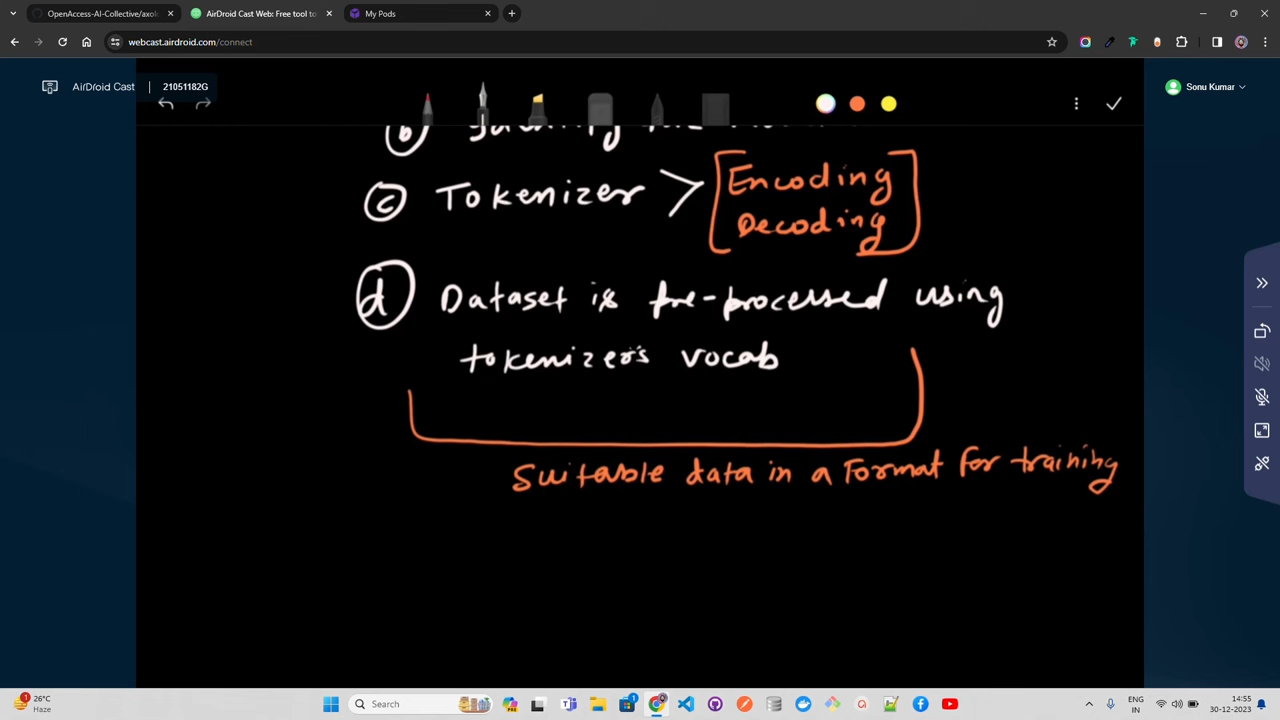 OpenAccess-AI-Collective/axolo
AirDroid Cast Web: Free tool to
My Pods
webcast.airdroid.com/connect
AirDroid Cast
21051182G
Sonu Kumar
b
c Tokenizer > [Encoding
Decoding]
d Dataset is pre-processed using
tokenizer's vocab
Suitable data in a format for training
26°C
Haze
Search
ENG
IN
14:55
30-12-2023